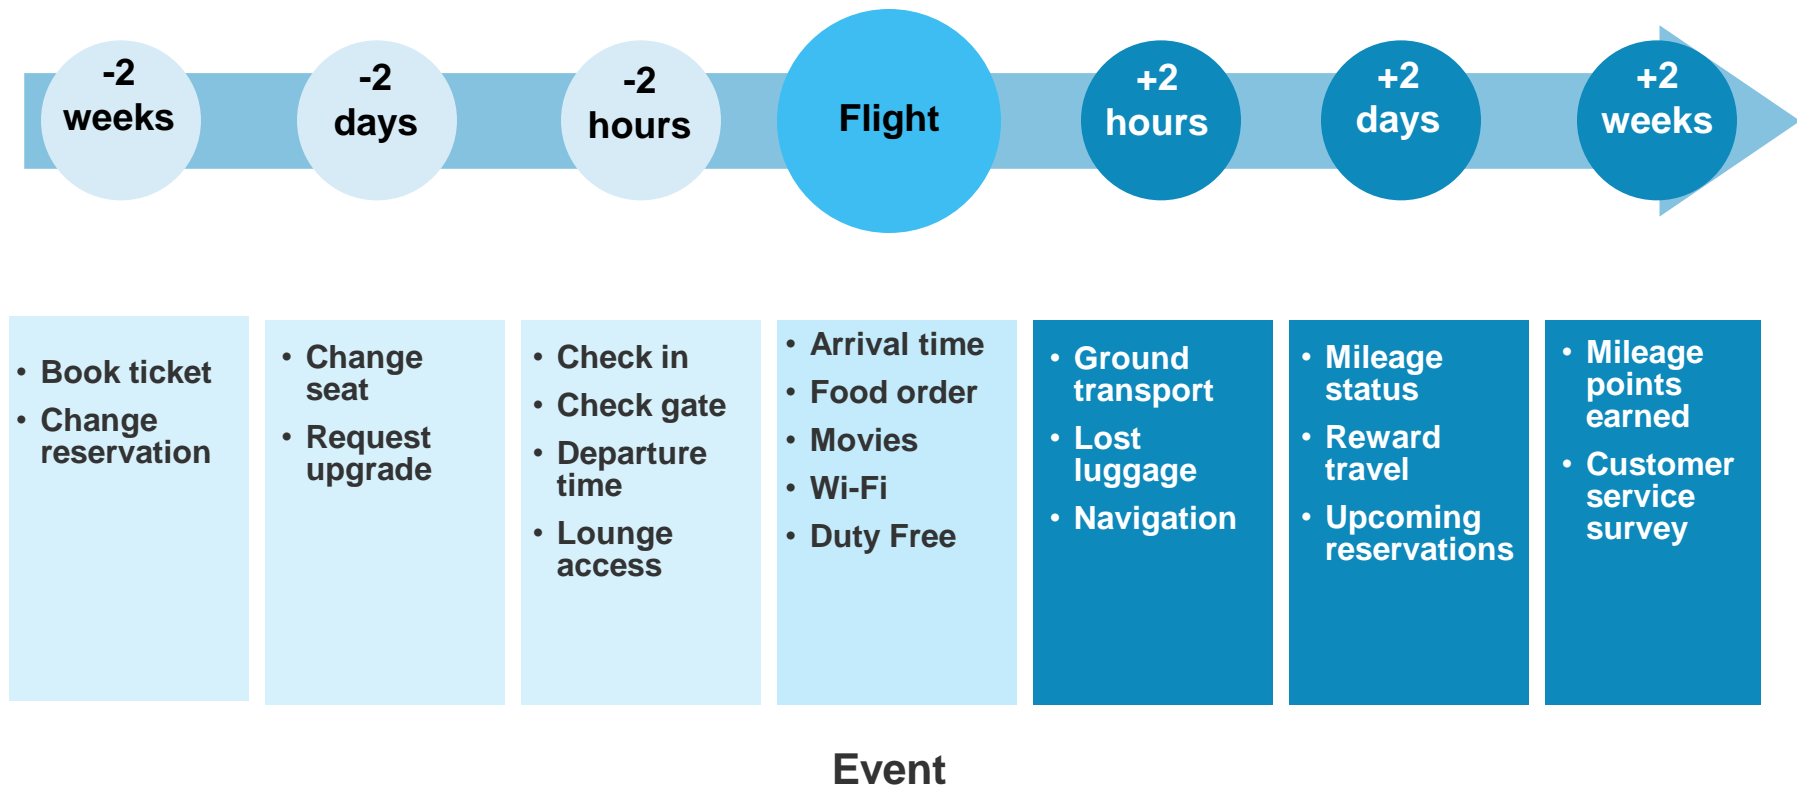 -2
weeks
-2
days
-2
hours
Flight
+2
hours
+2
days
+2
weeks
• Book ticket
• Change
reservation
• Change
seat
• Request
upgrade
• Check in
• Check gate
• Departure
time
• Lounge
access
• Arrival time
• Food order
• Movies
• Wi-Fi
• Duty Free
• Ground
transport
• Lost
luggage
• Navigation
• Mileage
status
• Reward
travel
• Upcoming
reservations
• Mileage
points
earned
• Customer
service
survey
Event